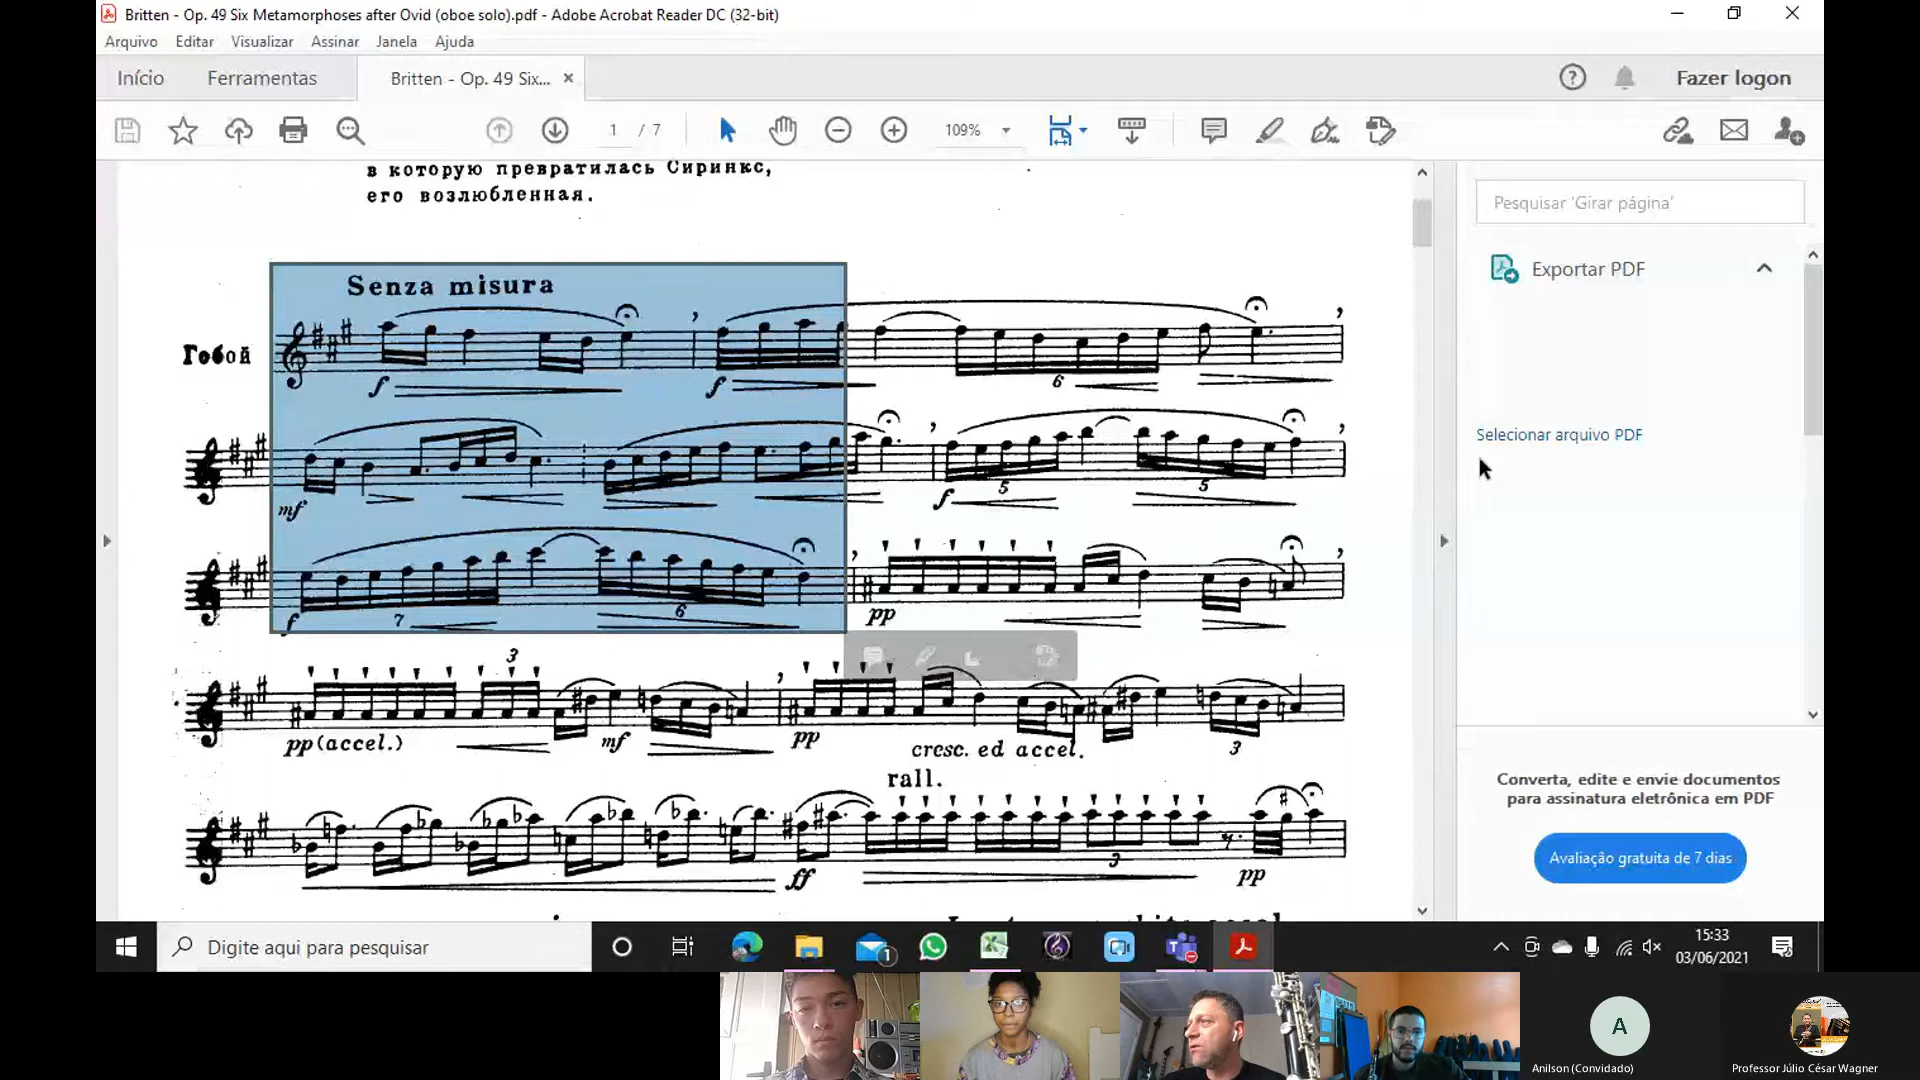 Britten - Op. 49 Six Metamorphoses after Ovid (oboe solo).pdf - Adobe Acrobat Reader DC (32-bit)
Arquivo Editar Visualizar Assinar Janela Ajuda
Início Ferramentas Britten - Op. 49 Six... × Fazer logon
1 / 7 109%
в которую превратилась Сиринкс,
его возлюбленная.
Pesquisar 'Girar página'
Exportar PDF
Selecionar arquivo PDF
Senza misura
Гобой
f f 6
mf f 5 5
f 7 6 pp
3
pp (accel.) mf pp cresc. ed accel. 3
rall.
ff 3 pp
Converta, edite e envie documentos
para assinatura eletrônica em PDF
Avaliação gratuita de 7 dias
Digite aqui para pesquisar
1
15:33
03/06/2021
A
Anilson (Convidado)
Professor Júlio César Wagner